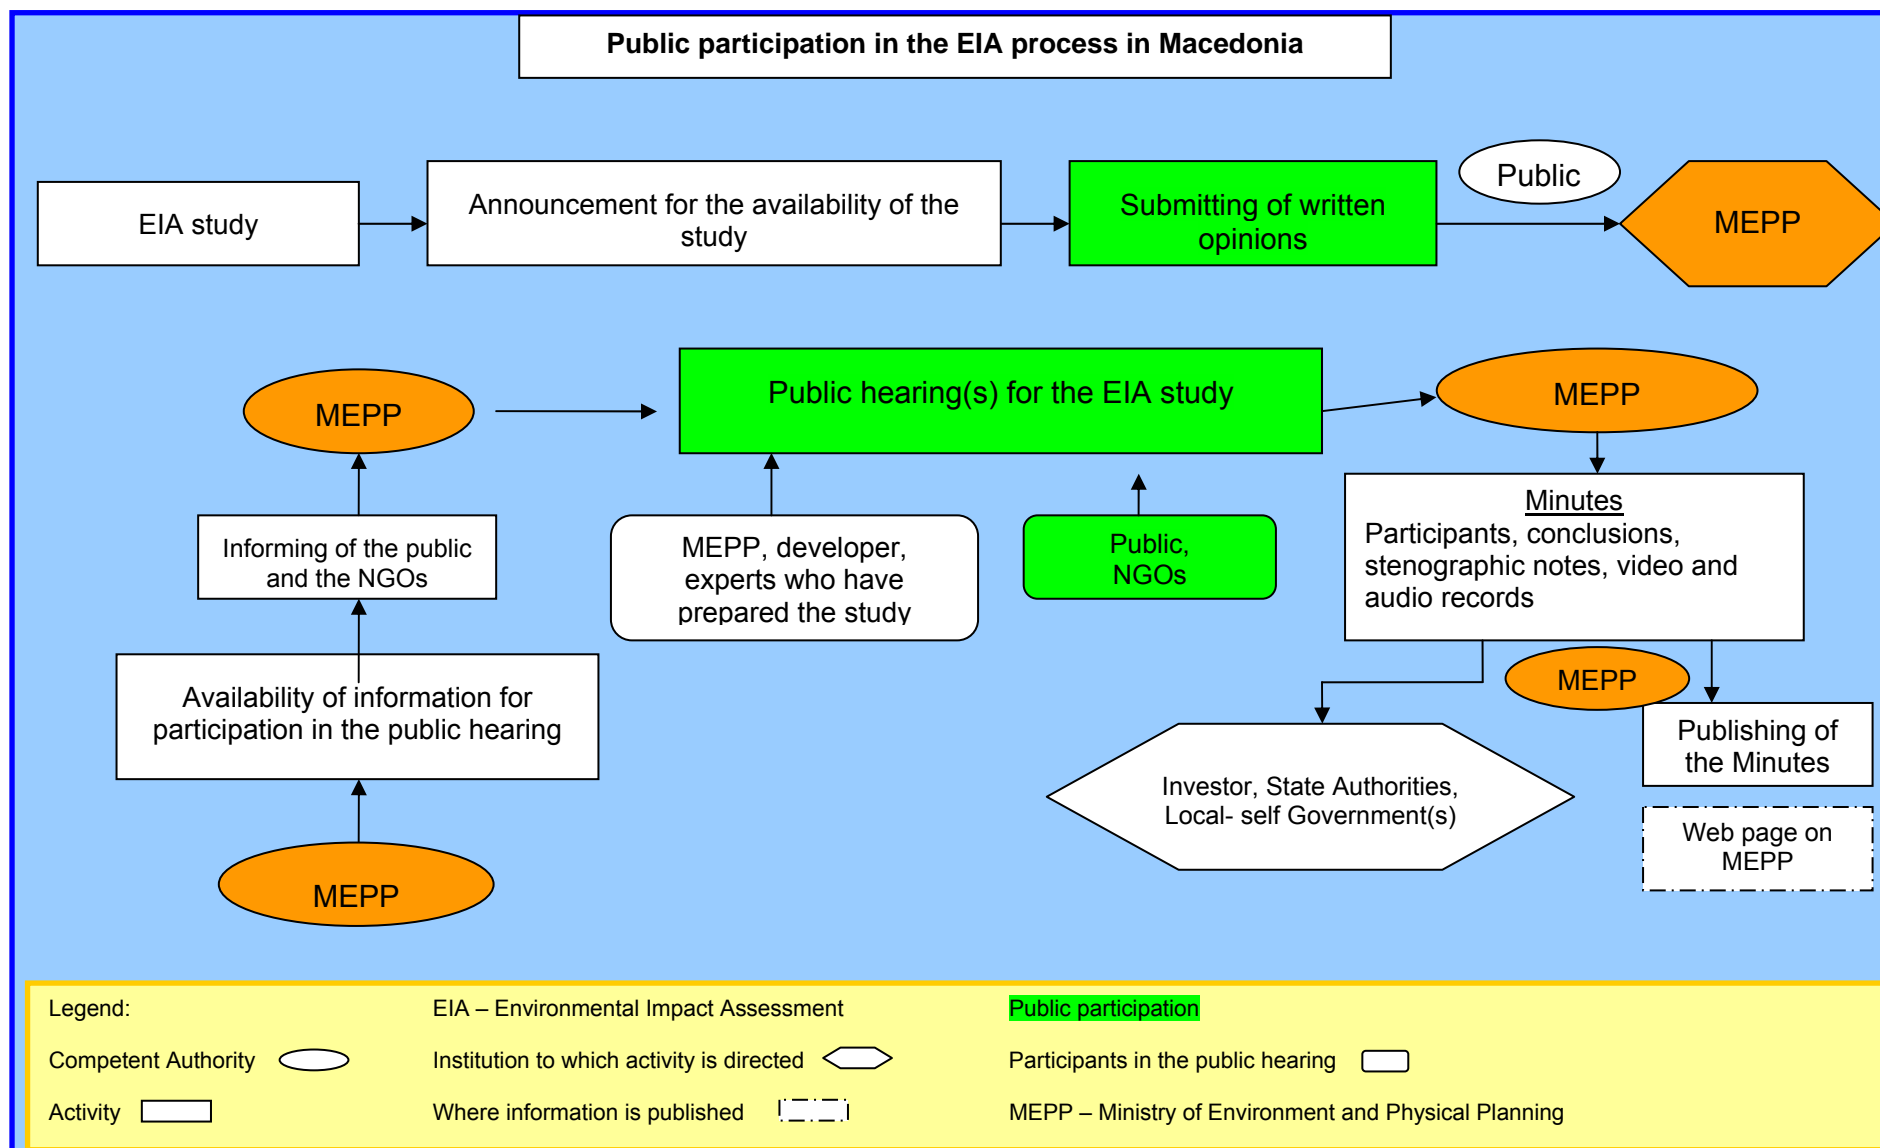 Public participation in the EIA process in Macedonia
EIA study
Announcement for the availability of the
study
Submitting of written
opinions
Public
MEPP
MEPP
Public hearing(s) for the EIA study
MEPP
Informing of the public
and the NGOs
MEPP, developer,
experts who have
prepared the study
Public,
NGOs
Minutes
Participants, conclusions,
stenographic notes, video and
audio records
Availability of information for
participation in the public hearing
MEPP
Publishing of
the Minutes
Investor, State Authorities,
Local- self Government(s)
Web page on
MEPP
MEPP
Legend:
EIA – Environmental Impact Assessment
Public participation
Competent Authority
Institution to which activity is directed
Participants in the public hearing
Activity
Where information is published
MEPP – Ministry of Environment and Physical Planning